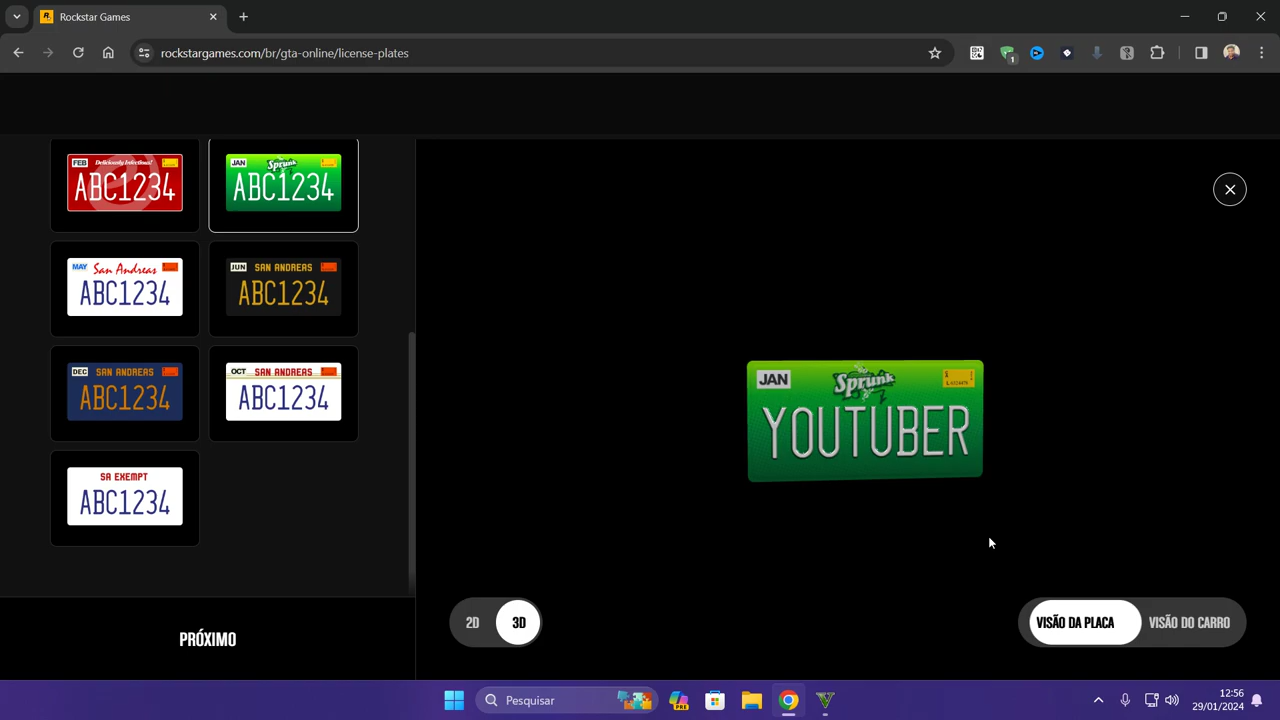 Rockstar Games
rockstargames.com/br/gta-online/license-plates
1
FEB Deliciously Infectious!
ABC1234
JAN Sprunk
ABC1234
MAY San Andreas
ABC1234
JUN SAN ANDREAS
ABC1234
DEC SAN ANDREAS
ABC1234
OCT SAN ANDREAS
ABC1234
SA EXEMPT
ABC1234
PRÓXIMO
JAN Sprunk
YOUTUBER
2D 3D
VISÃO DA PLACA VISÃO DO CARRO
Pesquisar
PRE
12:56
29/01/2024